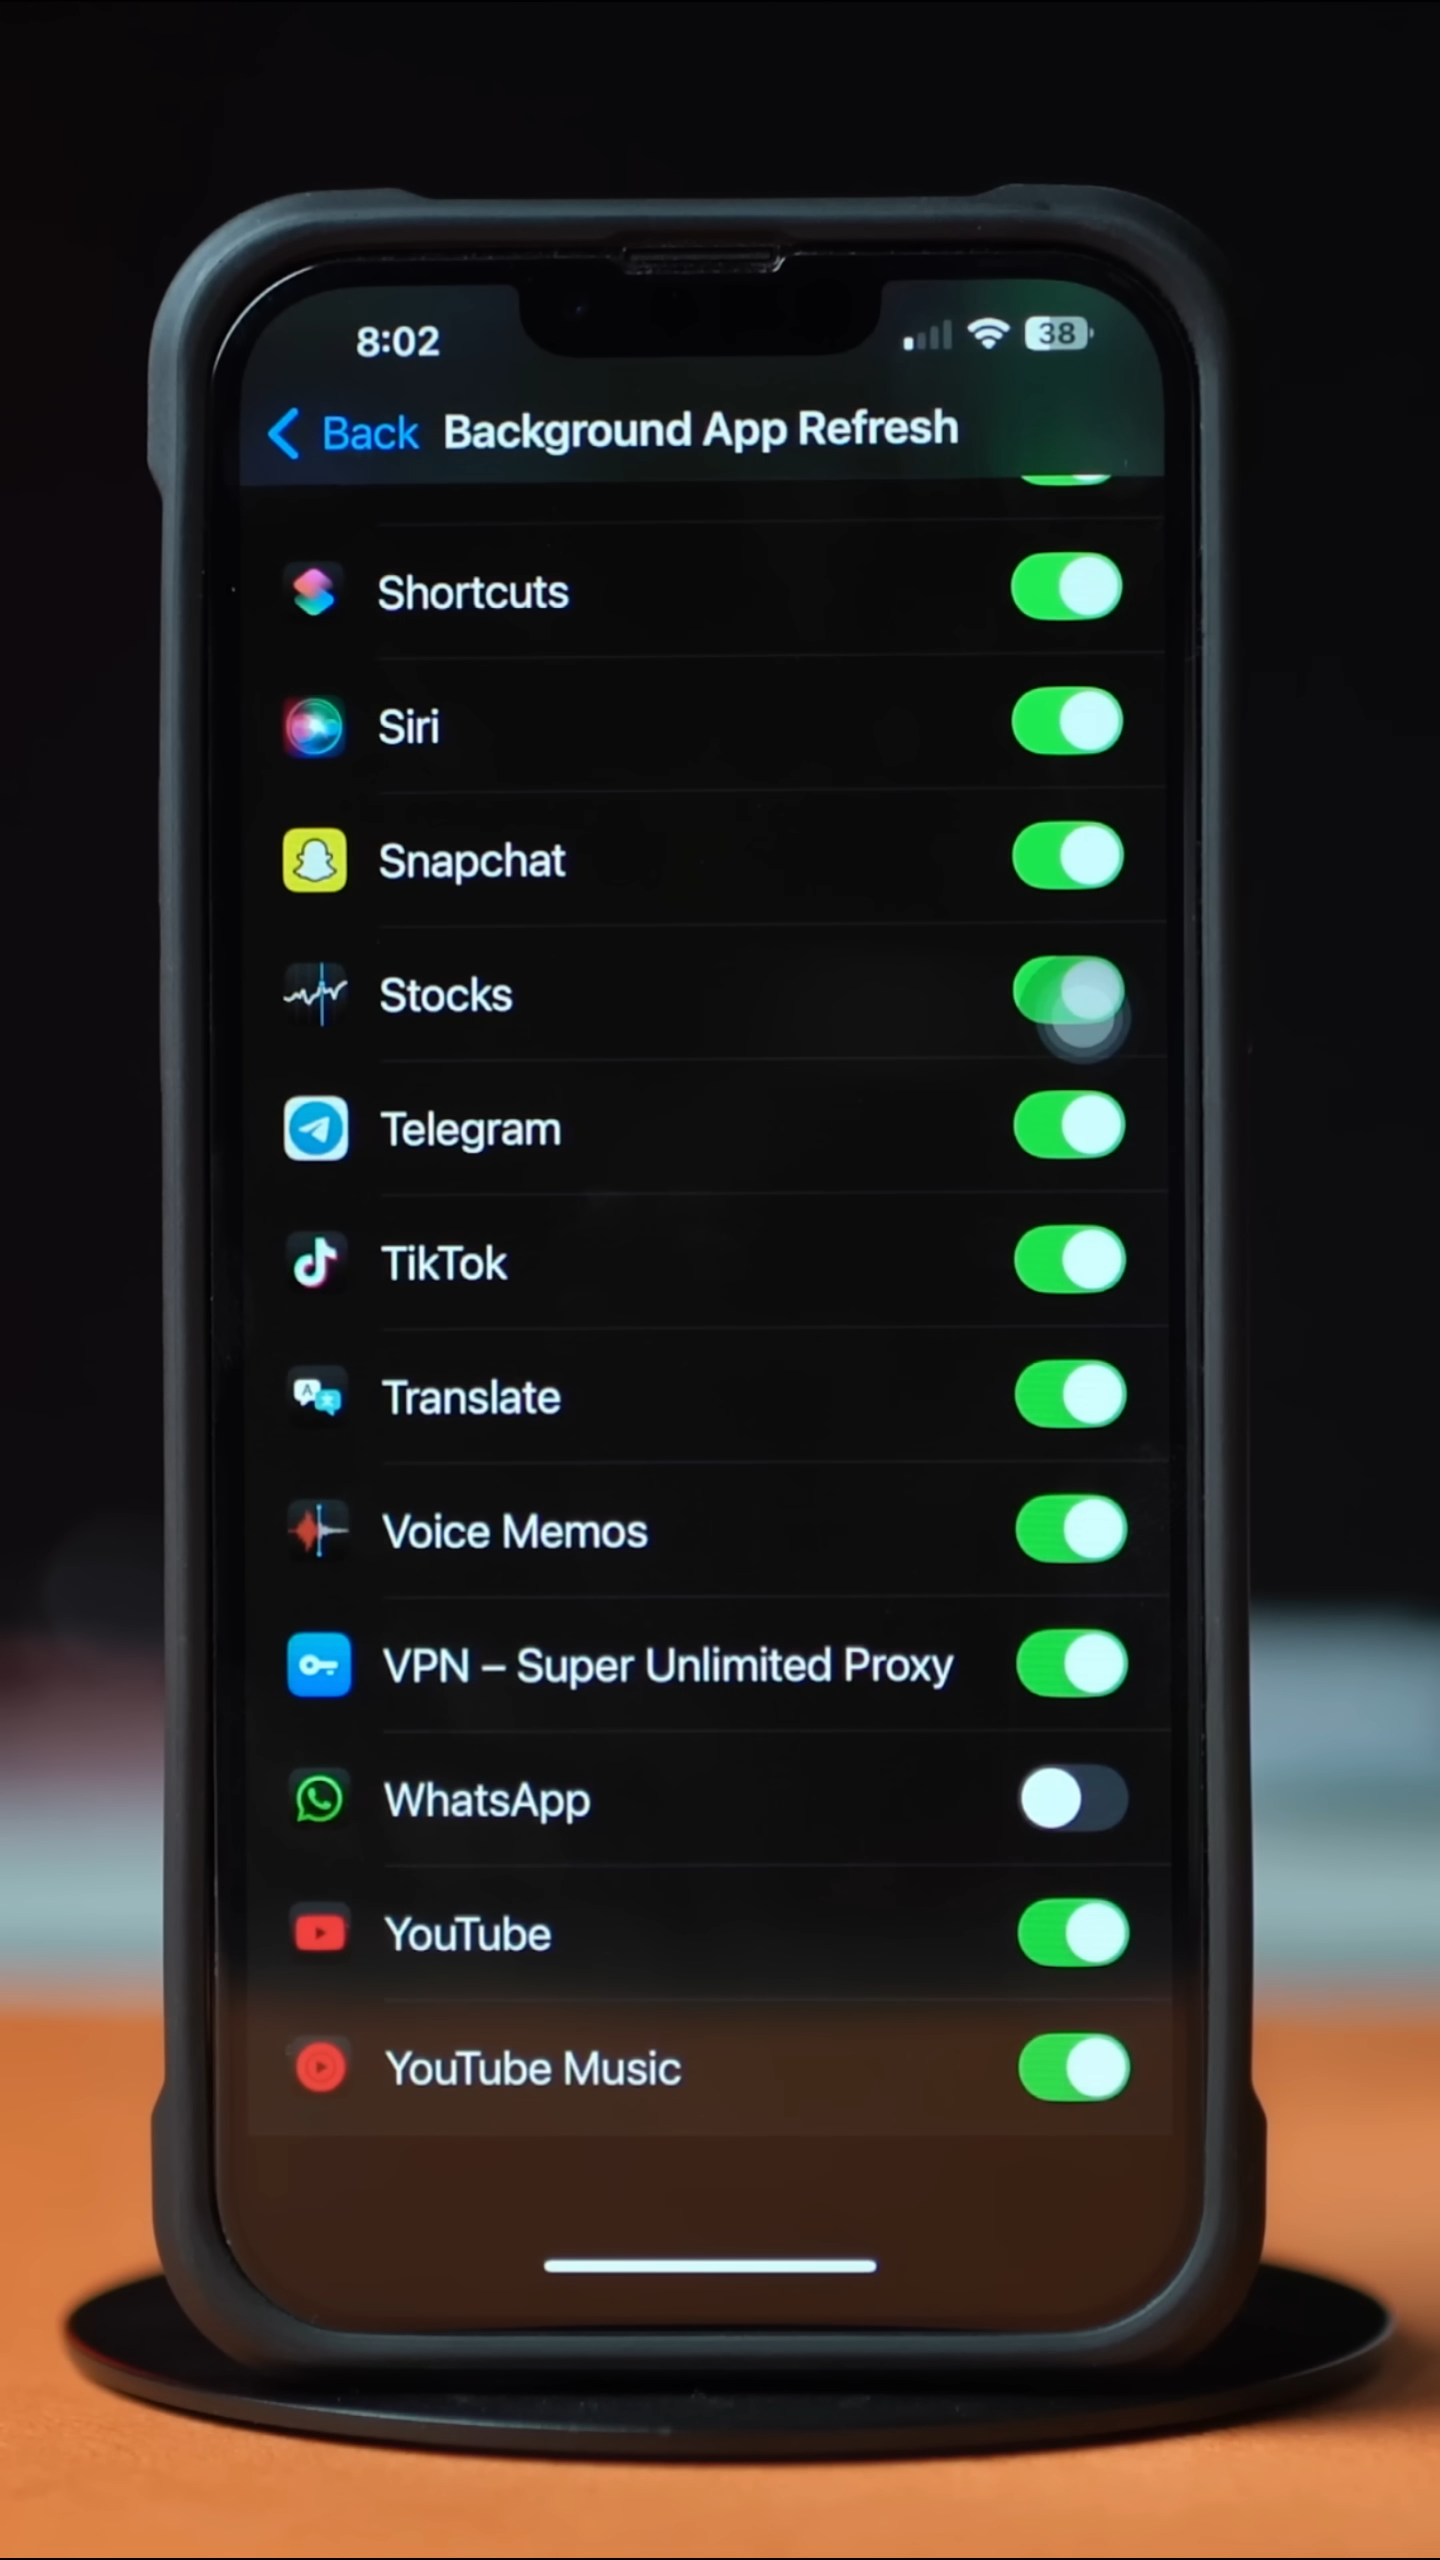 8:02
38
Back
Background App Refresh
Shortcuts
Siri
Snapchat
Stocks
Telegram
TikTok
Translate
Voice Memos
VPN – Super Unlimited Proxy
WhatsApp
YouTube
YouTube Music